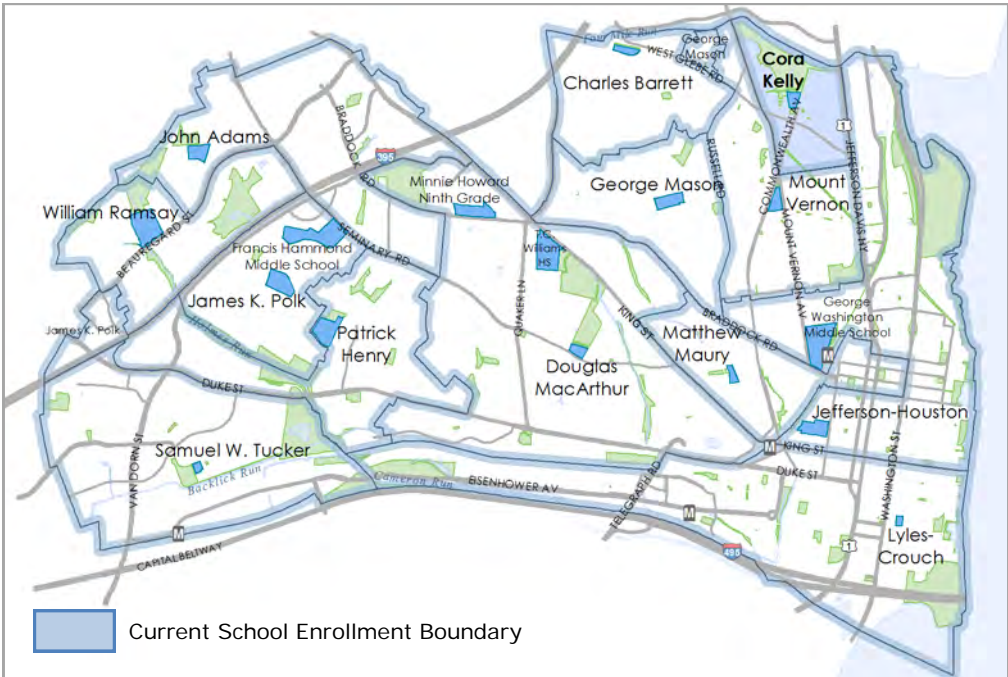 Four Mile Run
George
Mason
WEST GLEBE RD
Cora
Kelly
Charles Barrett
BRADDOCK RD
John Adams
395
RUSSELL RD
COMMONWEALTH AV
1
JEFFERSON DAVIS HY
Minnie Howard
Ninth Grade
George Mason
Mount
Vernon
William Ramsay
BEAUREGARD ST
Francis Hammond
Middle School
SEMINARY RD
T.C.
Williams
HS
MOUNT VERNON AV
James K. Polk
James K. Polk
Holmes Run
Patrick
Henry
QUAKER LN
KING ST
BRADDOCK RD
Matthew
Maury
George
Washington
Middle School
M
Douglas
MacArthur
DUKE ST
Jefferson-Houston
Samuel W. Tucker
M
KING ST
VAN DORN ST
Backlick Run
Cameron Run
EISENHOWER AV
TELEGRAPH RD
DUKE ST
WASHINGTON ST
M
M
CAPITAL BELTWAY
495
1
Lyles-
Crouch
Current School Enrollment Boundary